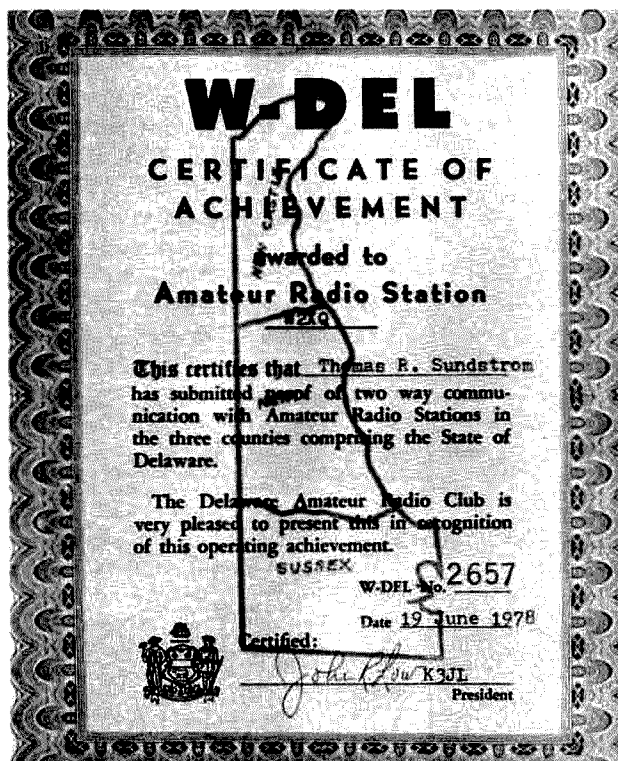 W-DEL
CERTIFICATE OF
ACHIEVEMENT
awarded to
Amateur Radio Station
W2XQ
This certifies that Thomas R. Sundstrom
has submitted proof of two way commu-
nication with Amateur Radio Stations in
the three counties comprising the State of
Delaware.
The Delaware Amateur Radio Club is
very pleased to present this in recognition
of this operating achievement.
SUSSEX
W-DEL No. 2657
Date 19 June 1978
Certified:
K3JL
President